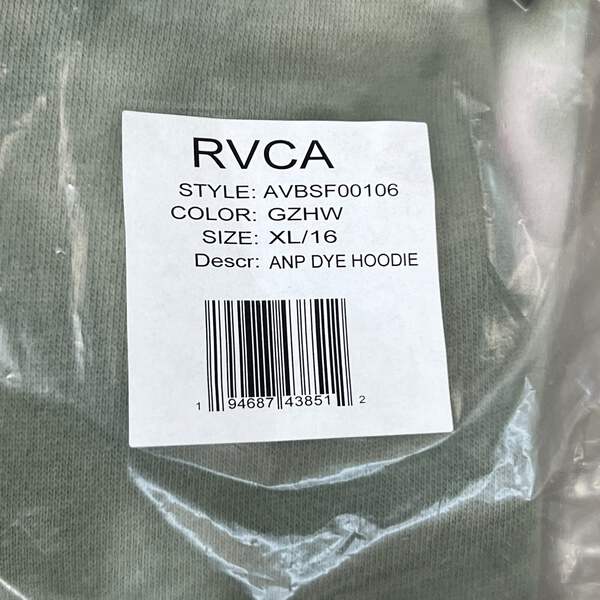 RVCA
STYLE: AVBSF00106
COLOR: GZHW
SIZE: XL/16
Descr: ANP DYE HOODIE
1 94687 43851 2